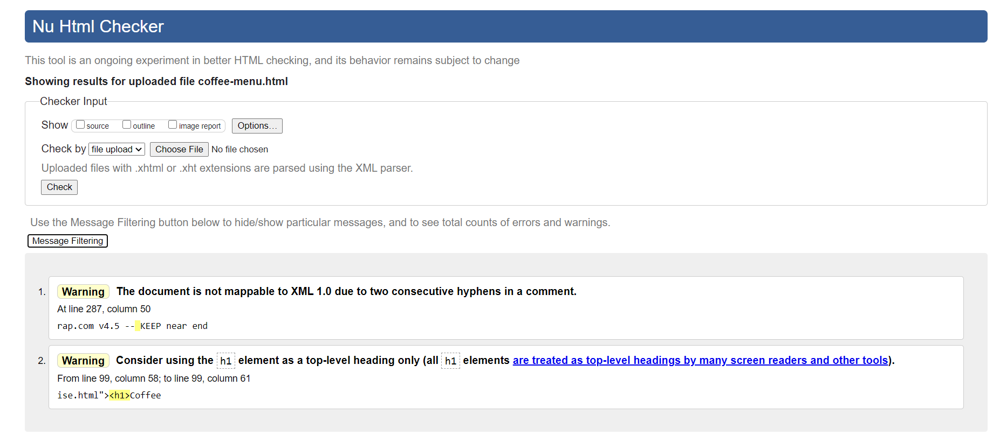 Nu Html Checker
This tool is an ongoing experiment in better HTML checking, and its behavior remains subject to change
Showing results for uploaded file coffee-menu.html
Checker Input
Show source outline image report Options...
Check by file upload Choose File No file chosen
Uploaded files with .xhtml or .xht extensions are parsed using the XML parser.
Check
Use the Message Filtering button below to hide/show particular messages, and to see total counts of errors and warnings.
Message Filtering
1. Warning The document is not mappable to XML 1.0 due to two consecutive hyphens in a comment.
At line 287, column 50
rap.com v4.5 -- KEEP near end
2. Warning Consider using the h1 element as a top-level heading only (all h1 elements are treated as top-level headings by many screen readers and other tools).
From line 99, column 58; to line 99, column 61
ise.html"><h1>Coffee